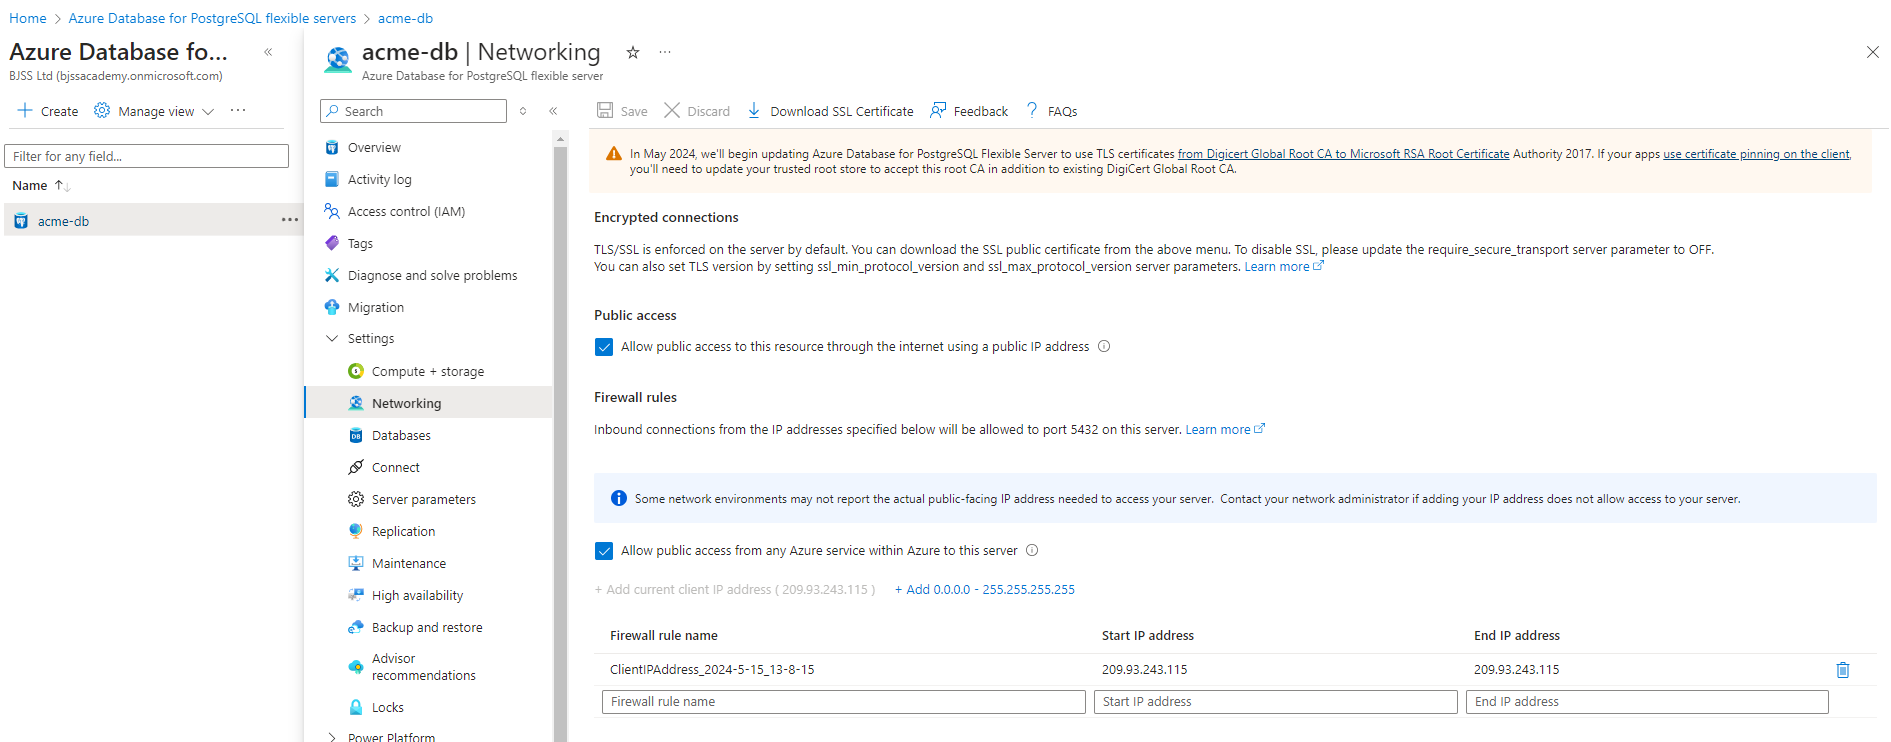 Home > Azure Database for PostgreSQL flexible servers > acme-db
Azure Database fo... «
BJSS Ltd (bjssacademy.onmicrosoft.com)
+ Create Manage view ...
Filter for any field...
Name ↑↓
acme-db ...
acme-db | Networking ☆ ...
Azure Database for PostgreSQL flexible server
Search «
Overview
Activity log
Access control (IAM)
Tags
Diagnose and solve problems
Migration
Settings
Compute + storage
Networking
Databases
Connect
Server parameters
Replication
Maintenance
High availability
Backup and restore
Advisor
recommendations
Locks
Power Platform
Save Discard Download SSL Certificate Feedback ? FAQs
In May 2024, we'll begin updating Azure Database for PostgreSQL Flexible Server to use TLS certificates from Digicert Global Root CA to Microsoft RSA Root Certificate Authority 2017. If your apps use certificate pinning on the client,
you'll need to update your trusted root store to accept this root CA in addition to existing DigiCert Global Root CA.
Encrypted connections
TLS/SSL is enforced on the server by default. You can download the SSL public certificate from the above menu. To disable SSL, please update the require_secure_transport server parameter to OFF.
You can also set TLS version by setting ssl_min_protocol_version and ssl_max_protocol_version server parameters. Learn more
Public access
Allow public access to this resource through the internet using a public IP address
Firewall rules
Inbound connections from the IP addresses specified below will be allowed to port 5432 on this server. Learn more
Some network environments may not report the actual public-facing IP address needed to access your server. Contact your network administrator if adding your IP address does not allow access to your server.
Allow public access from any Azure service within Azure to this server
+ Add current client IP address ( 209.93.243.115 ) + Add 0.0.0.0 - 255.255.255.255
Firewall rule name Start IP address End IP address
ClientIPAddress_2024-5-15_13-8-15 209.93.243.115 209.93.243.115
Firewall rule name Start IP address End IP address